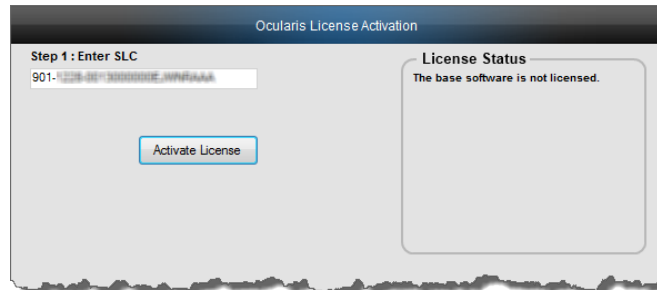 Ocularis License Activation
Step 1 : Enter SLC
901-
Activate License
License Status
The base software is not licensed.